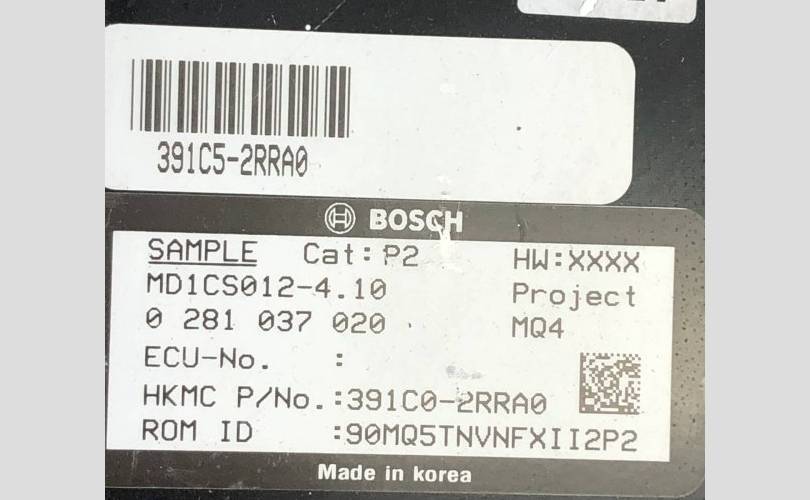 391C5-2RRA0
BOSCH
SAMPLE Cat:P2 HW:XXXX
MD1CS012-4.10 Project
0 281 037 020 MQ4
ECU-No. :
HKMC P/No.:391C0-2RRA0
ROM ID :90MQ5TNVNFXII2P2
Made in korea